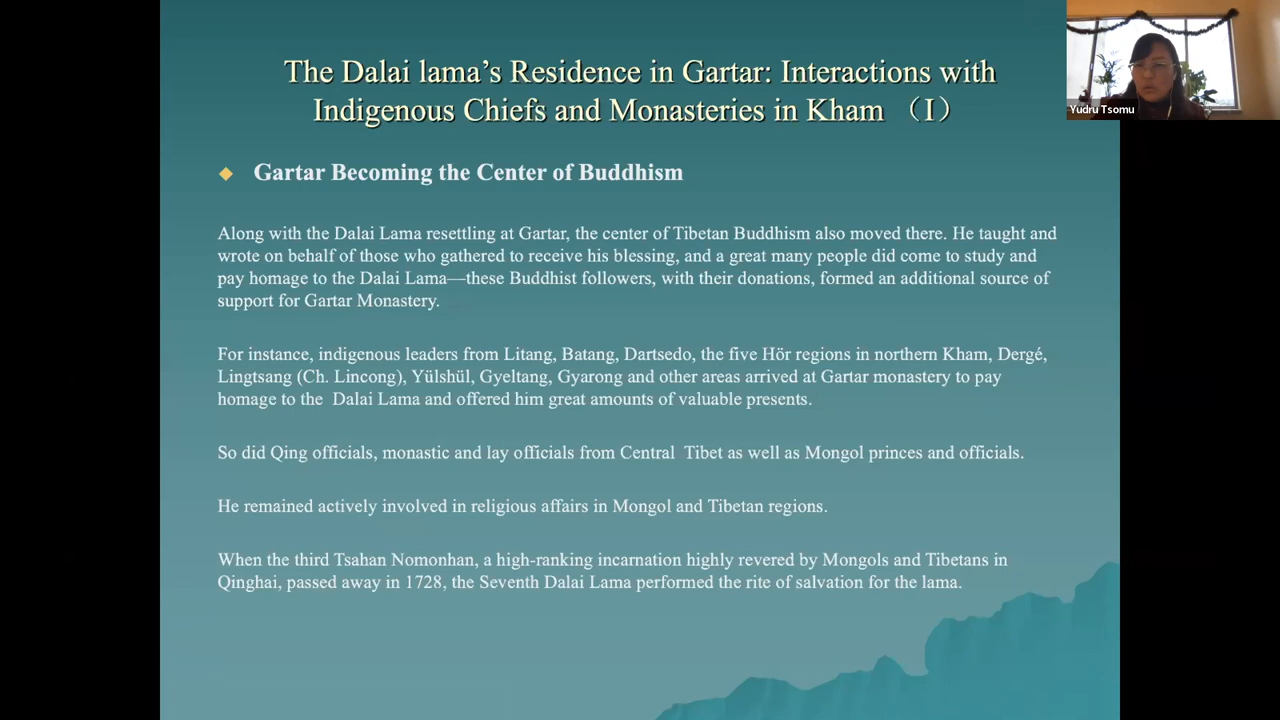 The Dalai lama’s Residence in Gartar: Interactions with
Indigenous Chiefs and Monasteries in Kham （I）
Yudru Tsomu
Gartar Becoming the Center of Buddhism
Along with the Dalai Lama resettling at Gartar, the center of Tibetan Buddhism also moved there. He taught and
wrote on behalf of those who gathered to receive his blessing, and a great many people did come to study and
pay homage to the Dalai Lama—these Buddhist followers, with their donations, formed an additional source of
support for Gartar Monastery.
For instance, indigenous leaders from Litang, Batang, Dartsedo, the five Hör regions in northern Kham, Dergé,
Lingtsang (Ch. Lincong), Yülshül, Gyeltang, Gyarong and other areas arrived at Gartar monastery to pay
homage to the  Dalai Lama and offered him great amounts of valuable presents.
So did Qing officials, monastic and lay officials from Central  Tibet as well as Mongol princes and officials.
He remained actively involved in religious affairs in Mongol and Tibetan regions.
When the third Tsahan Nomonhan, a high-ranking incarnation highly revered by Mongols and Tibetans in
Qinghai, passed away in 1728, the Seventh Dalai Lama performed the rite of salvation for the lama.